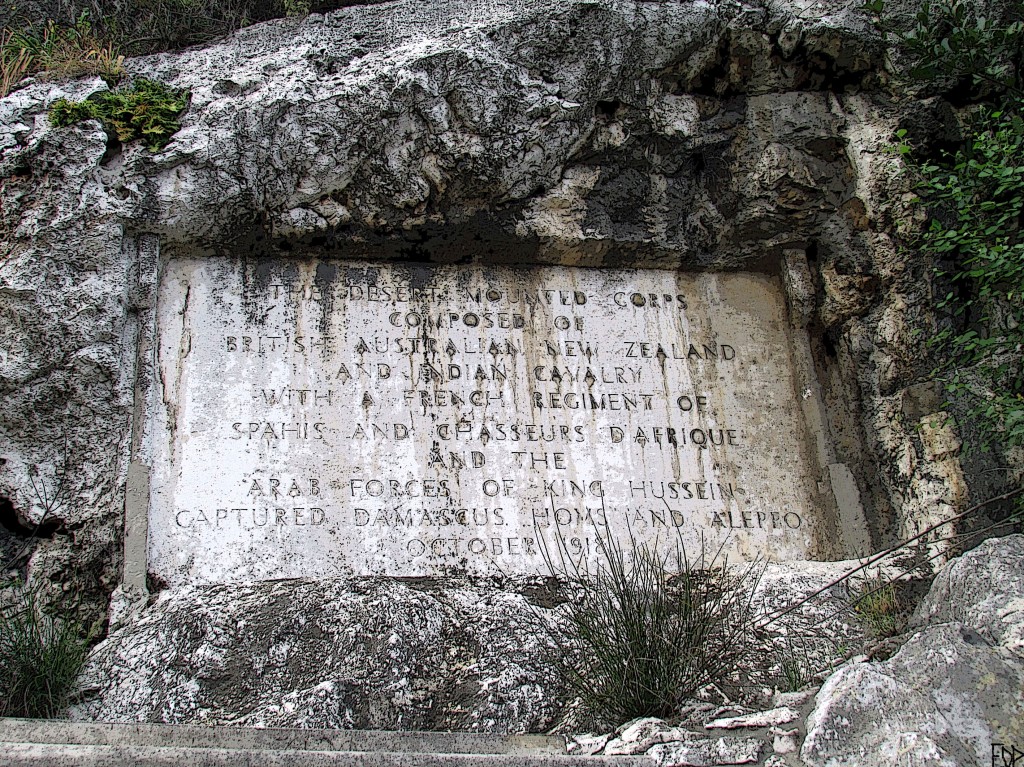 THE DESERT MOUNTED CORPS
COMPOSED OF
BRITISH AUSTRALIAN NEW ZEALAND
AND INDIAN CAVALRY
WITH A FRENCH REGIMENT OF
SPAHIS AND CHASSEURS D'AFRIQUE
AND THE
ARAB FORCES OF KING HUSSEIN
CAPTURED DAMASCUS HOMS AND ALEPPO
OCTOBER 1918